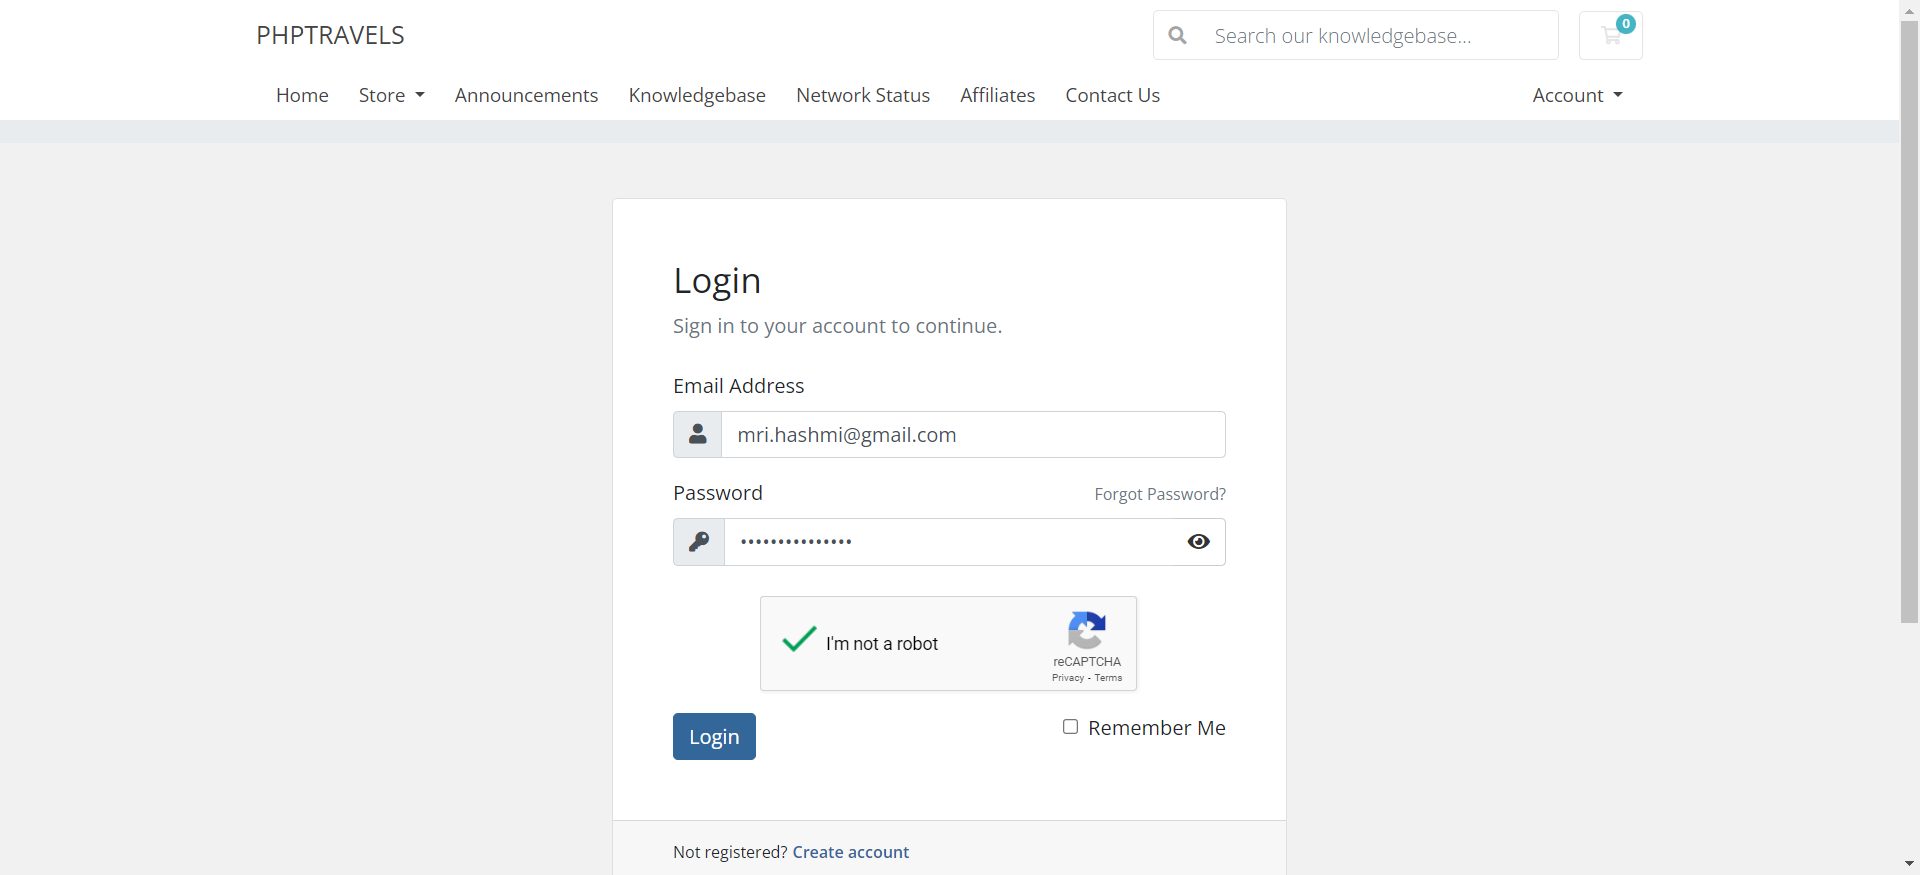 PHPTRAVELS
Search our knowledgebase...
0
Home Store Announcements Knowledgebase Network Status Affiliates Contact Us Account
Login
Sign in to your account to continue.
Email Address
mri.hashmi@gmail.com
Password Forgot Password?
•••••••••••••••
I'm not a robot
reCAPTCHA
Privacy - Terms
Login Remember Me
Not registered? Create account